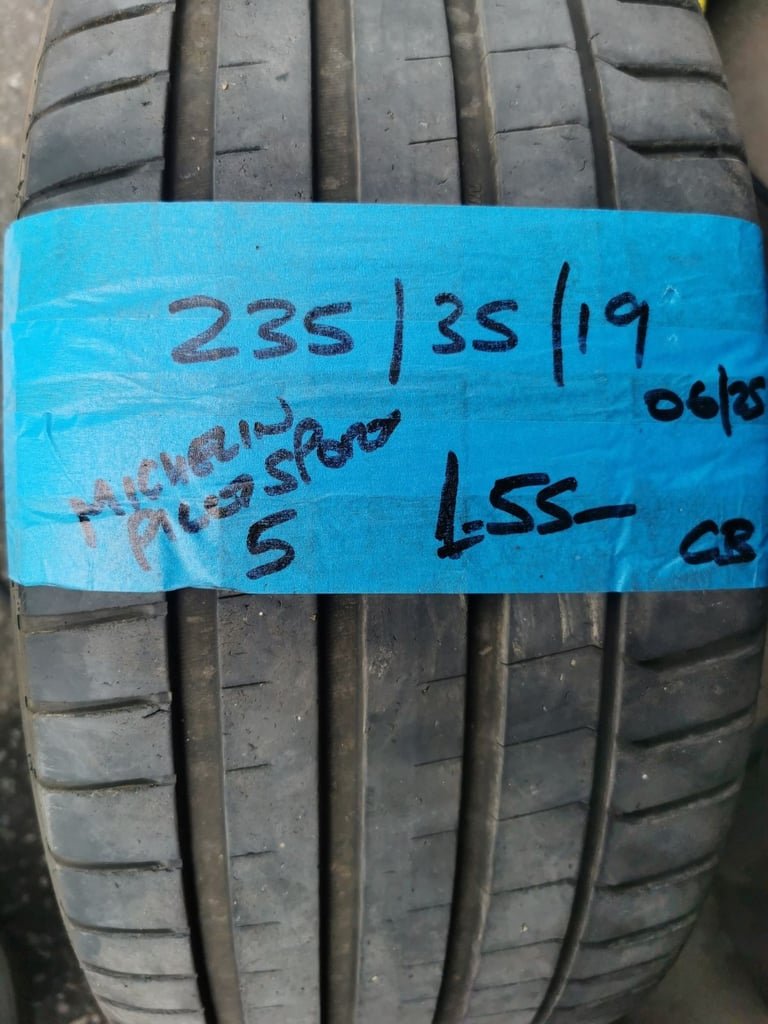 235/35/19
06/25
MICHELIN
PILOT SPORT
5
£55-
CB